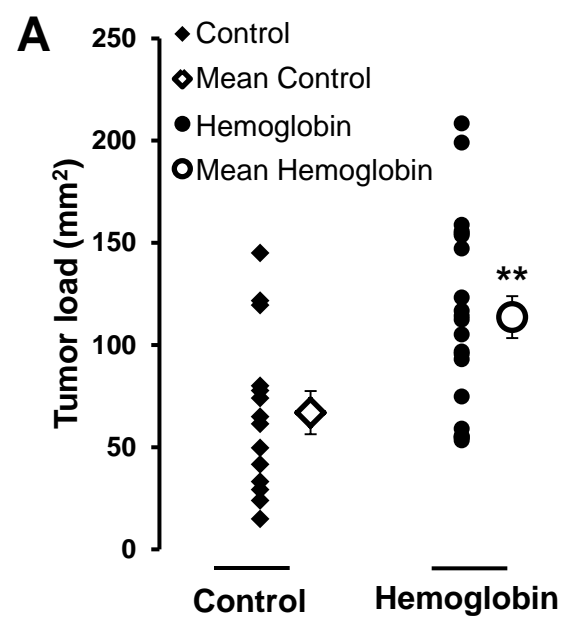 A
250
200
150
100
50
0
Tumor load (mm²)
Control
Mean Control
Hemoglobin
Mean Hemoglobin
**
Control
Hemoglobin